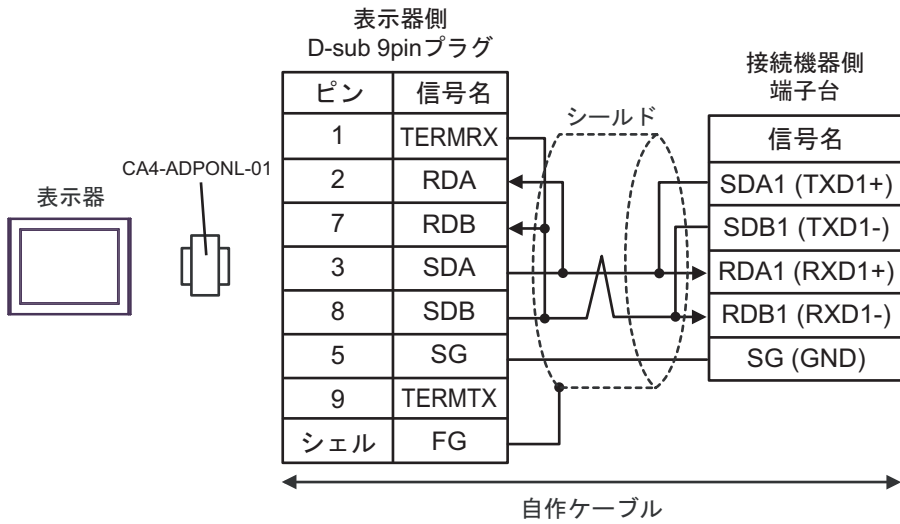 表示器側
D-sub 9pinプラグ
接続機器側
端子台
表示器
CA4-ADPONL-01
シールド
ピン 信号名
1 TERMRX
2 RDA
7 RDB
3 SDA
8 SDB
5 SG
9 TERMTX
シェル FG
信号名
SDA1 (TXD1+)
SDB1 (TXD1-)
RDA1 (RXD1+)
RDB1 (RXD1-)
SG (GND)
自作ケーブル